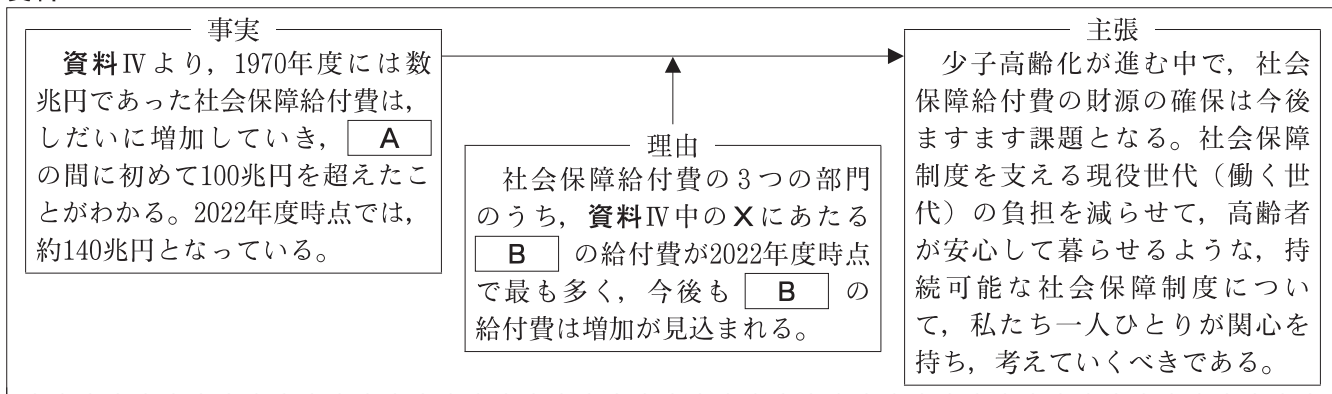 事実
資料Ⅳより，1970年度には数
兆円であった社会保障給付費は，
しだいに増加していき， A
の間に初めて100兆円を超えたこ
とがわかる。2022年度時点では，
約140兆円となっている。
理由
社会保障給付費の3つの部門
のうち，資料Ⅳ中のXにあたる
B の給付費が2022年度時点
で最も多く，今後も B の
給付費は増加が見込まれる。
主張
少子高齢化が進む中で，社会
保障給付費の財源の確保は今後
ますます課題となる。社会保障
制度を支える現役世代（働く世
代）の負担を減らせて，高齢者
が安心して暮らせるような，持
続可能な社会保障制度につい
て，私たち一人ひとりが関心を
持ち，考えていくべきである。